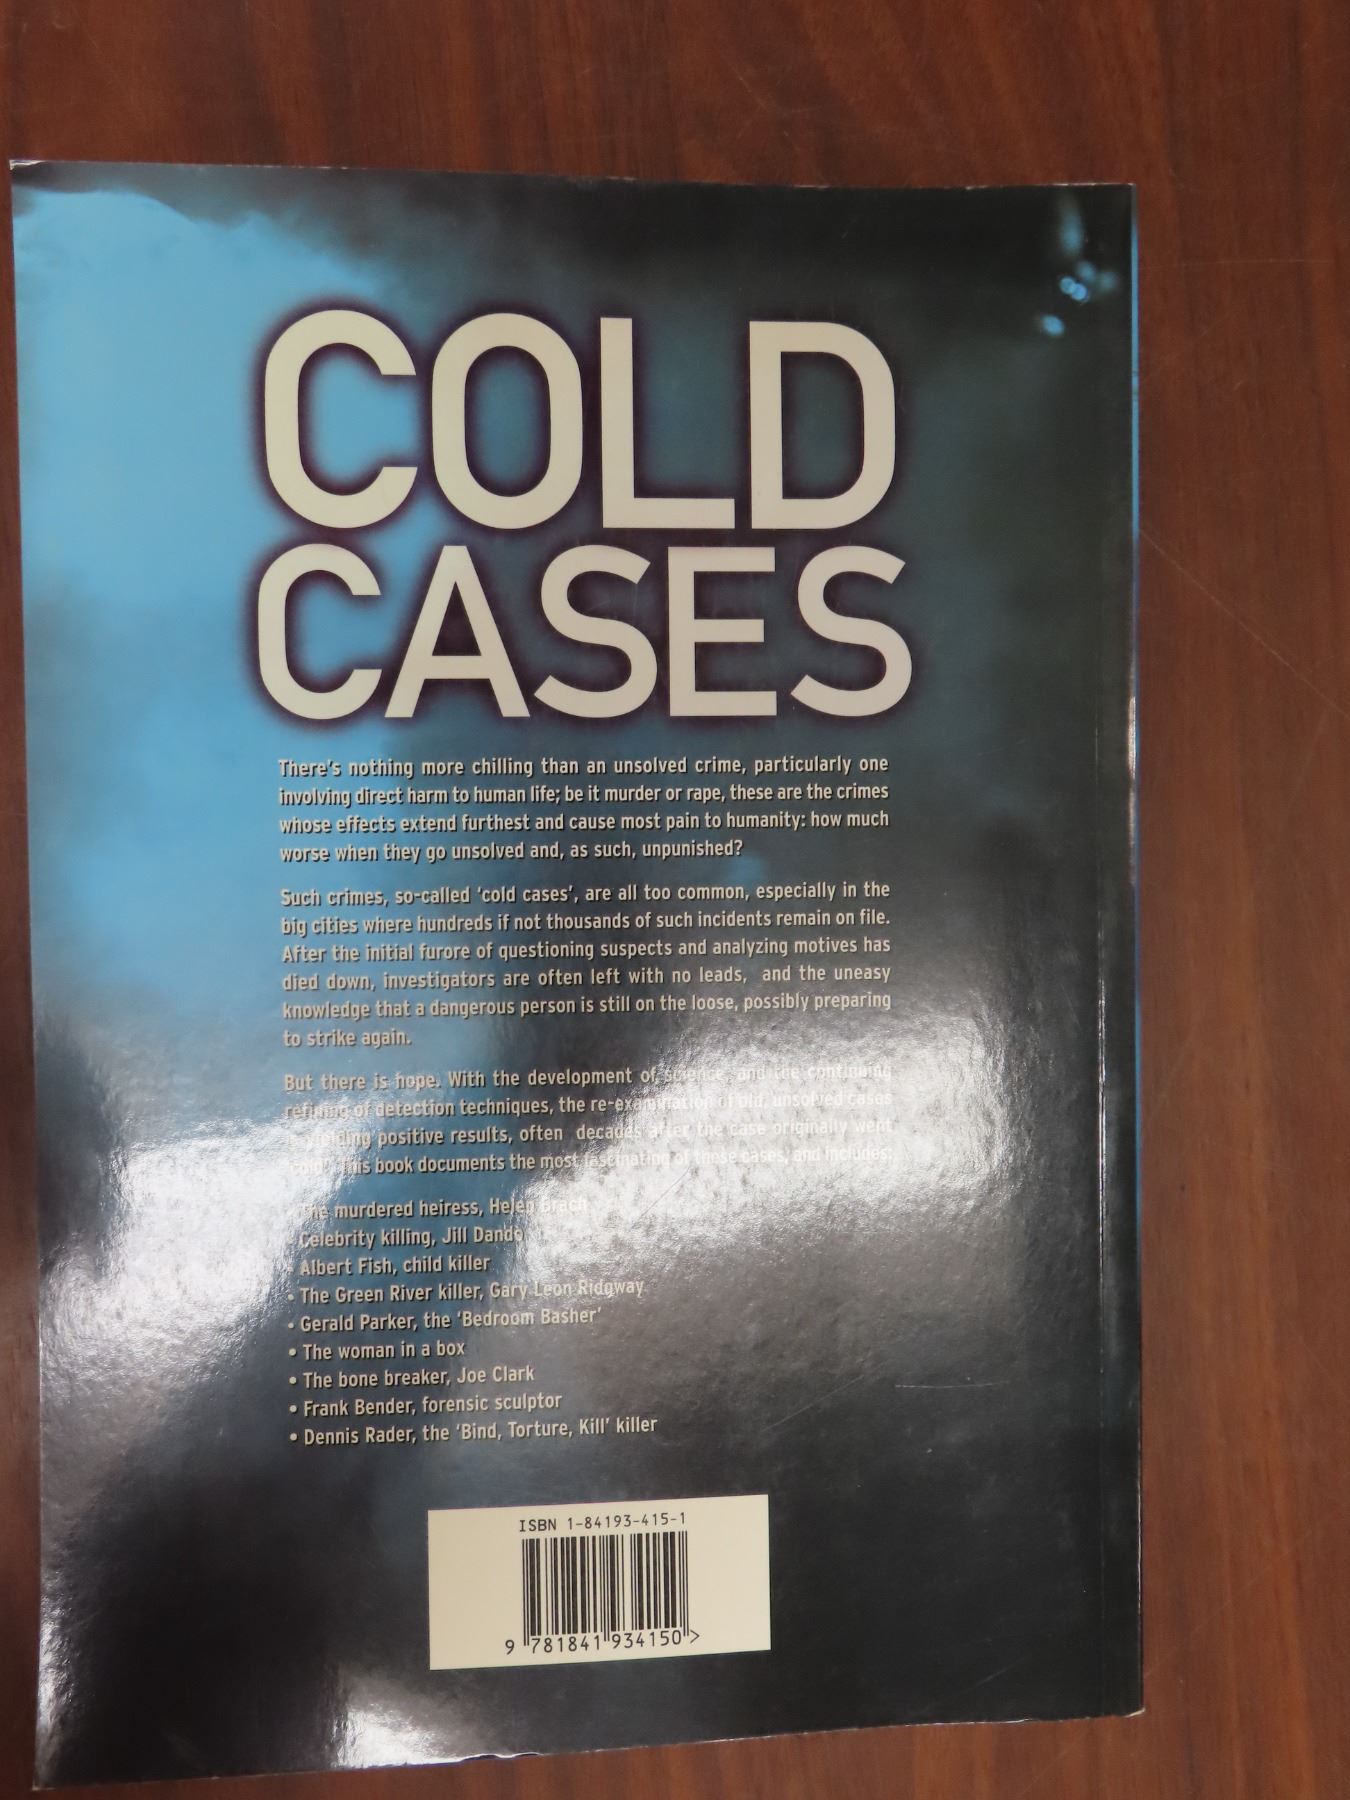 COLD
CASES
There's nothing more chilling than an unsolved crime, particularly one
involving direct harm to human life; be it murder or rape, these are the crimes
whose effects extend furthest and cause most pain to humanity: how much
worse when they go unsolved and, as such, unpunished?
Such crimes, so-called 'cold cases', are all too common, especially in the
big cities where hundreds if not thousands of such incidents remain on file.
After the initial furore of questioning suspects and analyzing motives has
died down, investigators are often left with no leads, and the uneasy
knowledge that a dangerous person is still on the loose, possibly preparing
to strike again.
But there is hope. With the development of science, and the continuing
refining of detection techniques, the re-examination of old, unsolved cases
yielding positive results, often decades after the case originally went
'cold'. This book documents the most fascinating of these cases, and includes:
The murdered heiress, Helen Brach
Celebrity killing, Jill Dando
• Albert Fish, child killer
• The Green River killer, Gary Leon Ridgway
• Gerald Parker, the 'Bedroom Basher'
• The woman in a box
• The bone breaker, Joe Clark
• Frank Bender, forensic sculptor
• Dennis Rader, the 'Bind, Torture, Kill' killer
ISBN 1-84193-415-1
9 781841 934150 >